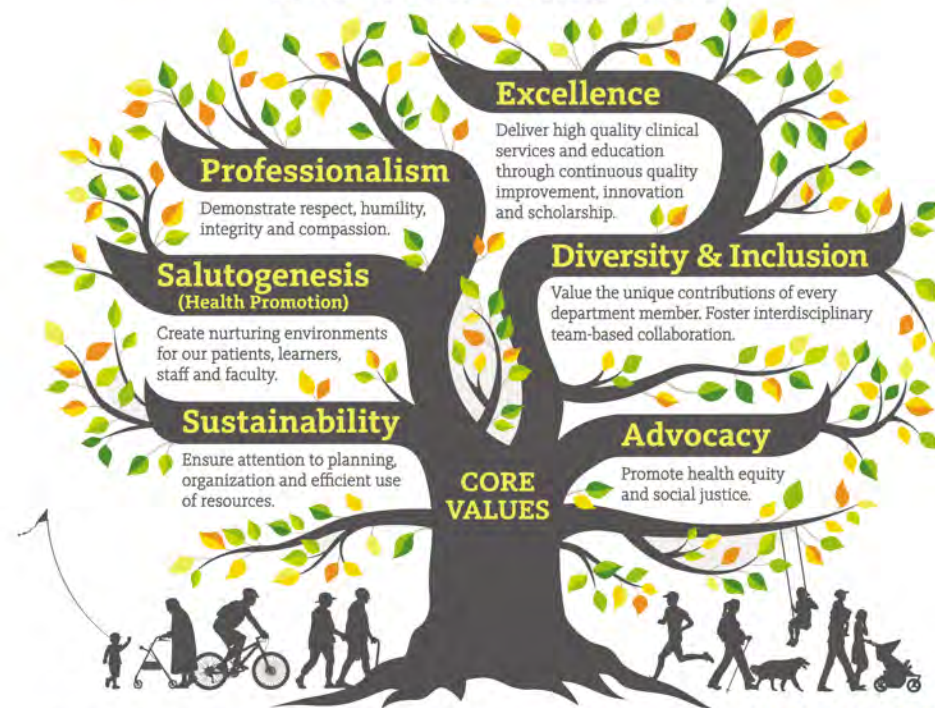 Excellence
Deliver high quality clinical
services and education
through continuous quality
improvement, innovation
and scholarship.
Professionalism
Demonstrate respect, humility,
integrity and compassion.
Diversity & Inclusion
Value the unique contributions of every
department member. Foster interdisciplinary
team-based collaboration.
Salutogenesis
(Health Promotion)
Create nurturing environments
for our patients, learners,
staff and faculty.
Sustainability
Ensure attention to planning,
organization and efficient use
of resources.
Advocacy
Promote health equity
and social justice.
CORE
VALUES